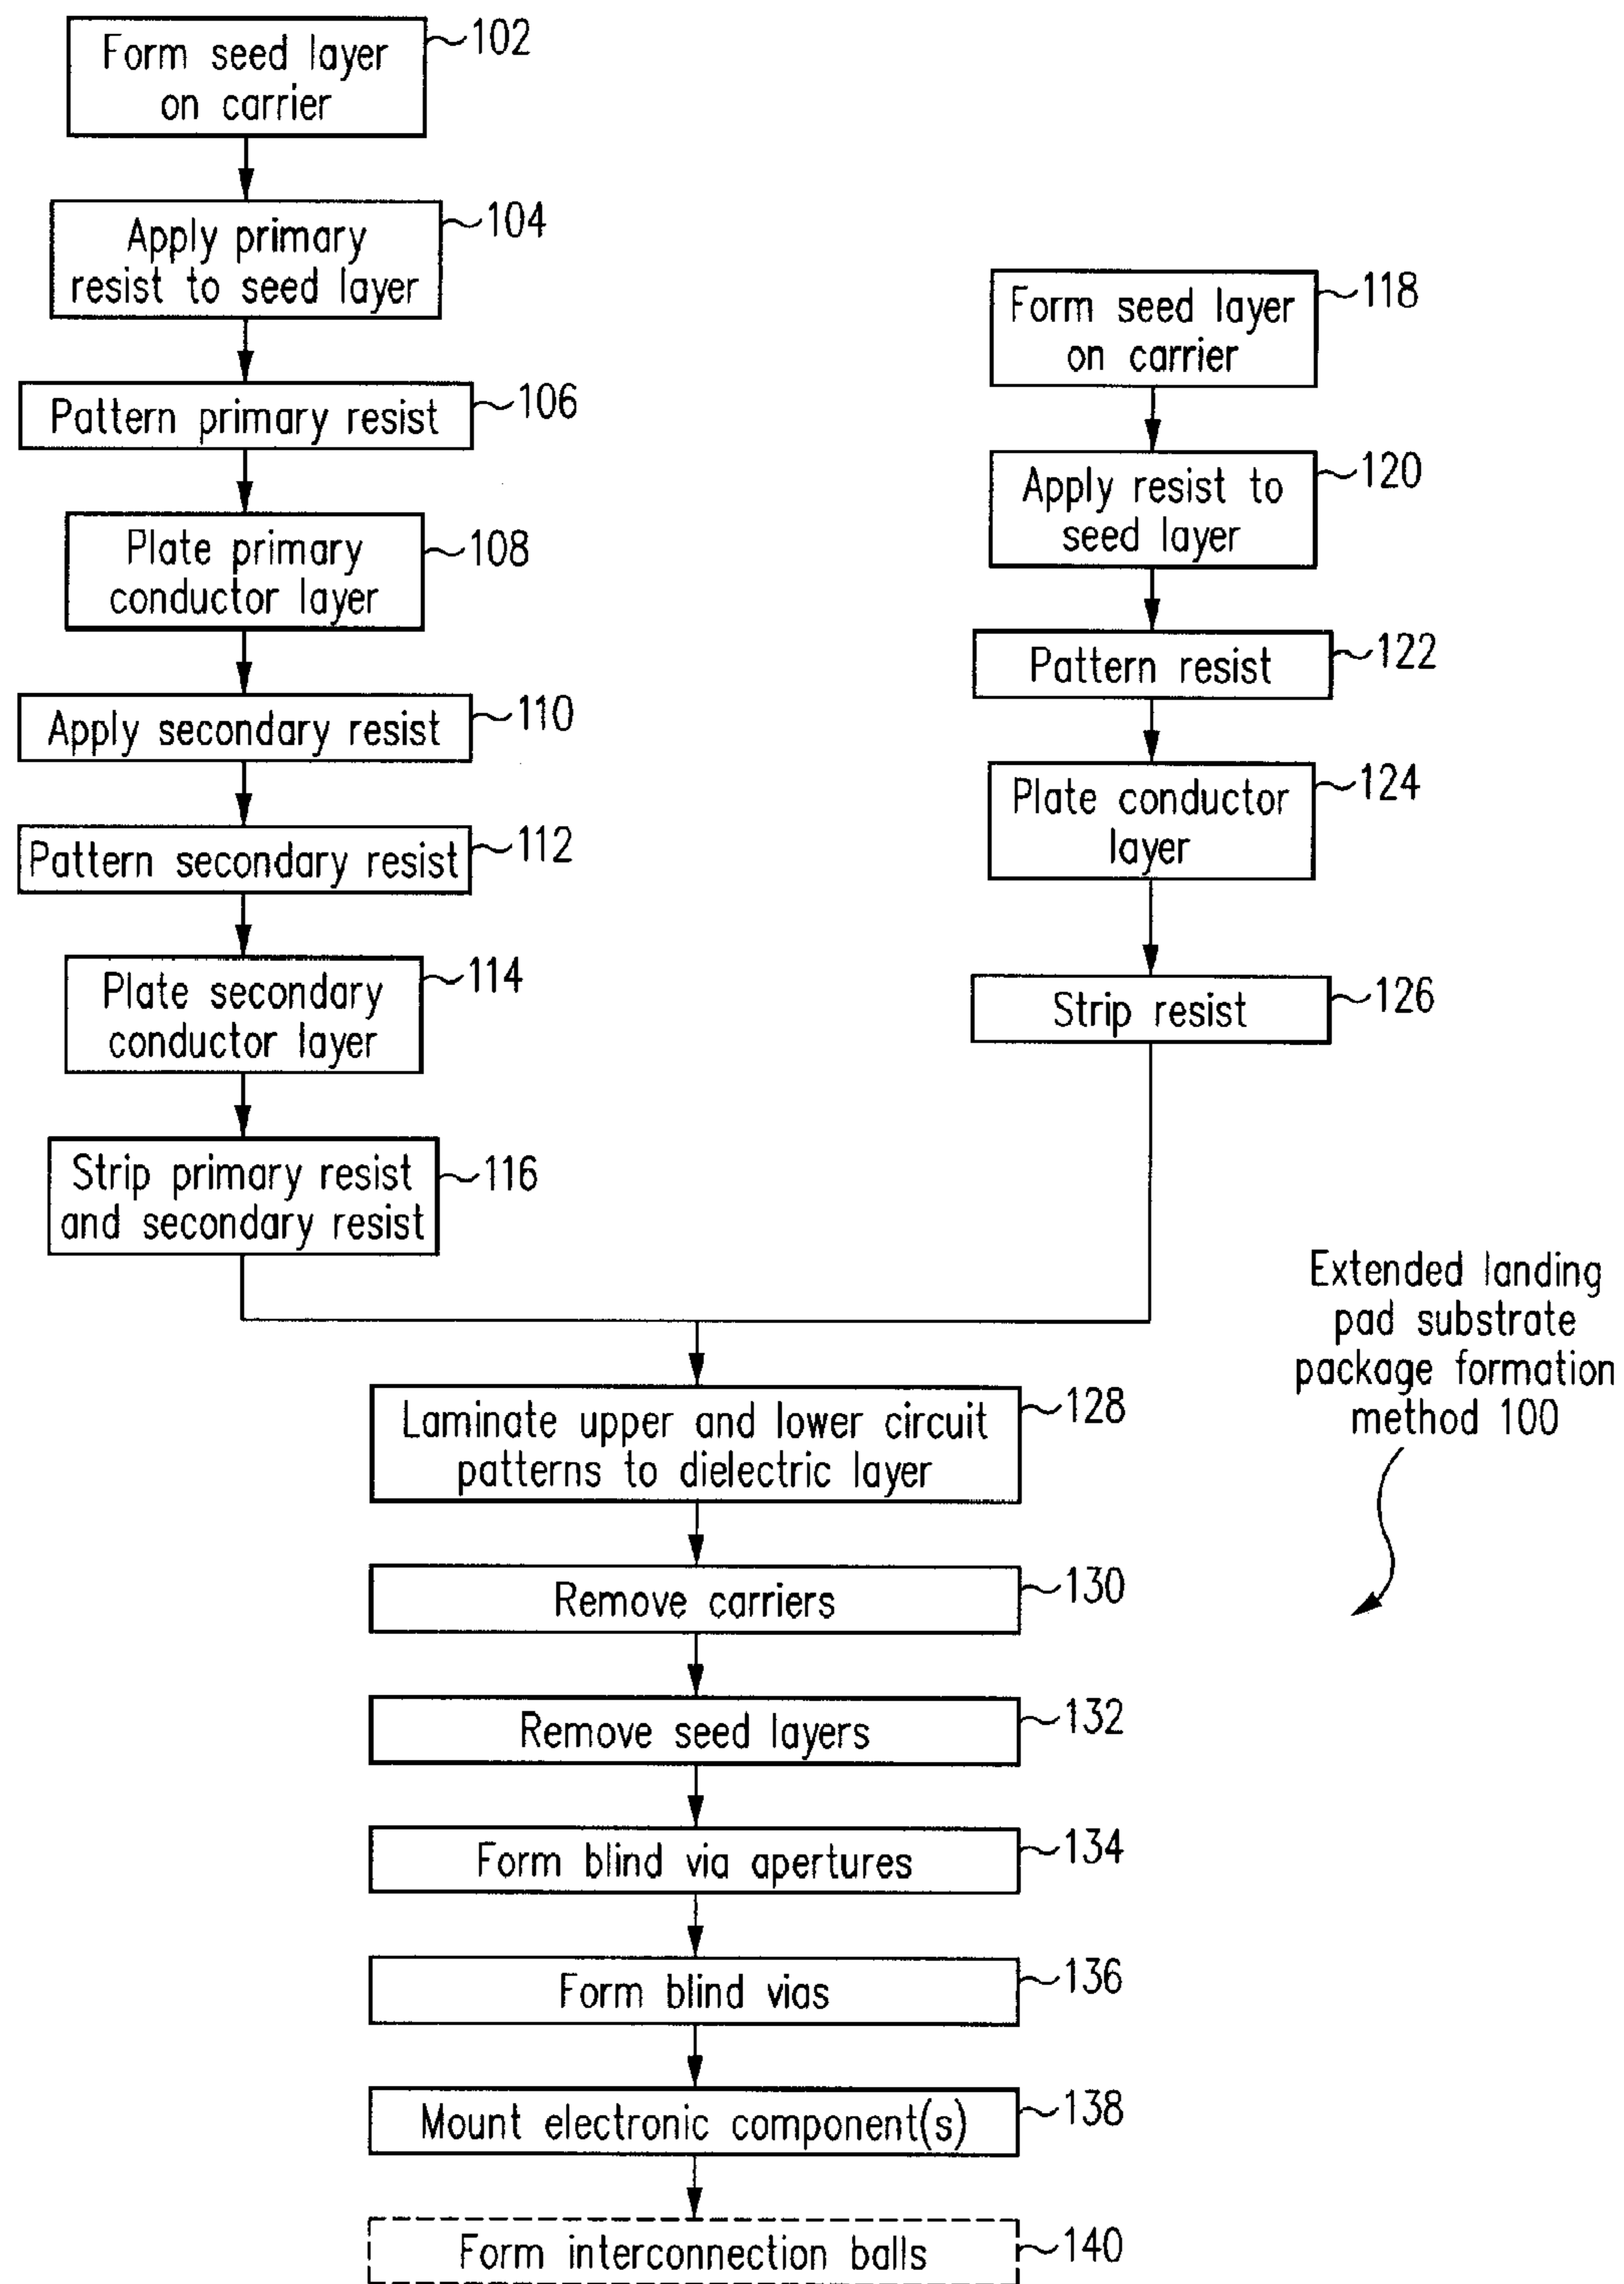 Form seed layer
on carrier
102
Apply primary
resist to seed layer
104
Pattern primary resist
106
Plate primary
conductor layer
108
Apply secondary resist
110
Pattern secondary resist
112
Plate secondary
conductor layer
114
Strip primary resist
and secondary resist
116
Form seed layer
on carrier
118
Apply resist to
seed layer
120
Pattern resist
122
Plate conductor
layer
124
Strip resist
126
Extended landing
pad substrate
package formation
method 100
Laminate upper and lower circuit
patterns to dielectric layer
128
Remove carriers
130
Remove seed layers
132
Form blind via apertures
134
Form blind vias
136
Mount electronic component(s)
138
Form interconnection balls
140